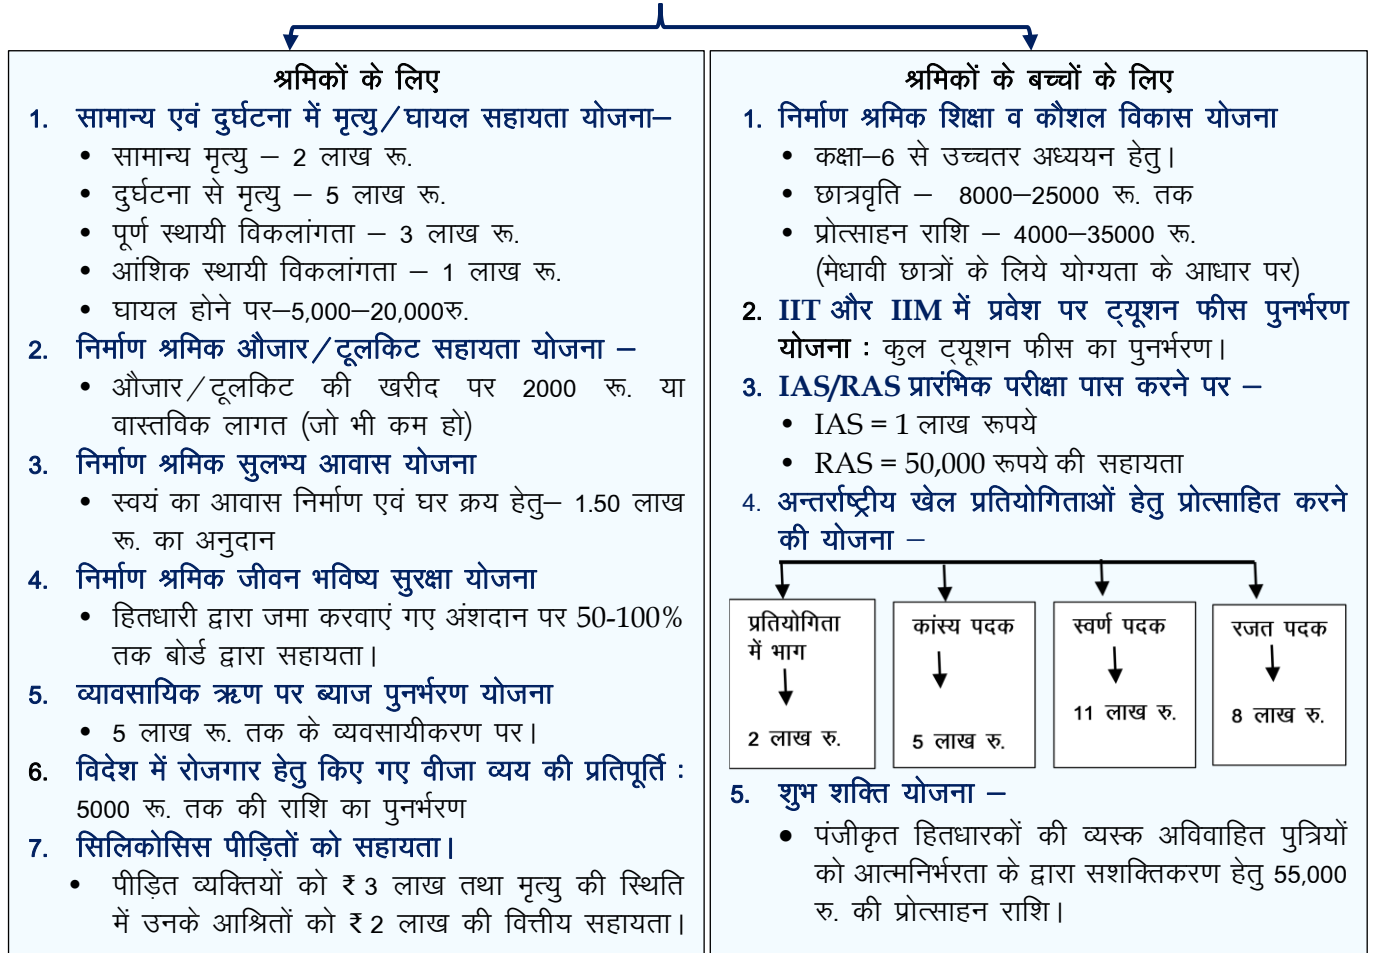 श्रमिकों के लिए
1. सामान्य एवं दुर्घटना में मृत्यु/घायल सहायता योजना–
• सामान्य मृत्यु – 2 लाख रू.
• दुर्घटना से मृत्यु – 5 लाख रू.
• पूर्ण स्थायी विकलांगता – 3 लाख रू.
• आंशिक स्थायी विकलांगता – 1 लाख रू.
• घायल होने पर–5,000–20,000रु.
2. निर्माण श्रमिक औजार/टूलकिट सहायता योजना –
• औजार/टूलकिट की खरीद पर 2000 रू. या
वास्तविक लागत (जो भी कम हो)
3. निर्माण श्रमिक सुलभ्य आवास योजना
• स्वयं का आवास निर्माण एवं घर क्रय हेतु– 1.50 लाख
रू. का अनुदान
4. निर्माण श्रमिक जीवन भविष्य सुरक्षा योजना
• हितधारी द्वारा जमा करवाएं गए अंशदान पर 50-100%
तक बोर्ड द्वारा सहायता।
5. व्यावसायिक ऋण पर ब्याज पुनर्भरण योजना
• 5 लाख रू. तक के व्यवसायीकरण पर।
6. विदेश में रोजगार हेतु किए गए वीजा व्यय की प्रतिपूर्ति :
5000 रू. तक की राशि का पुनर्भरण
7. सिलिकोसिस पीड़ितों को सहायता।
• पीड़ित व्यक्तियों को ₹ 3 लाख तथा मृत्यु की स्थिति
में उनके आश्रितों को ₹ 2 लाख की वित्तीय सहायता।
श्रमिकों के बच्चों के लिए
1. निर्माण श्रमिक शिक्षा व कौशल विकास योजना
• कक्षा–6 से उच्चतर अध्ययन हेतु।
• छात्रवृति – 8000–25000 रू. तक
• प्रोत्साहन राशि – 4000–35000 रू.
(मेधावी छात्रों के लिये योग्यता के आधार पर)
2. IIT और IIM में प्रवेश पर ट्यूशन फीस पुनर्भरण
योजना : कुल ट्यूशन फीस का पुनर्भरण।
3. IAS/RAS प्रारंभिक परीक्षा पास करने पर –
• IAS = 1 लाख रूपये
• RAS = 50,000 रूपये की सहायता
4. अन्तर्राष्ट्रीय खेल प्रतियोगिताओं हेतु प्रोत्साहित करने
की योजना –
प्रतियोगिता
में भाग
2 लाख रु.
कांस्य पदक
5 लाख रु.
स्वर्ण पदक
11 लाख रु.
रजत पदक
8 लाख रु.
5. शुभ शक्ति योजना –
• पंजीकृत हितधारकों की व्यस्क अविवाहित पुत्रियों
को आत्मनिर्भरता के द्वारा सशक्तिकरण हेतु 55,000
रु. की प्रोत्साहन राशि।